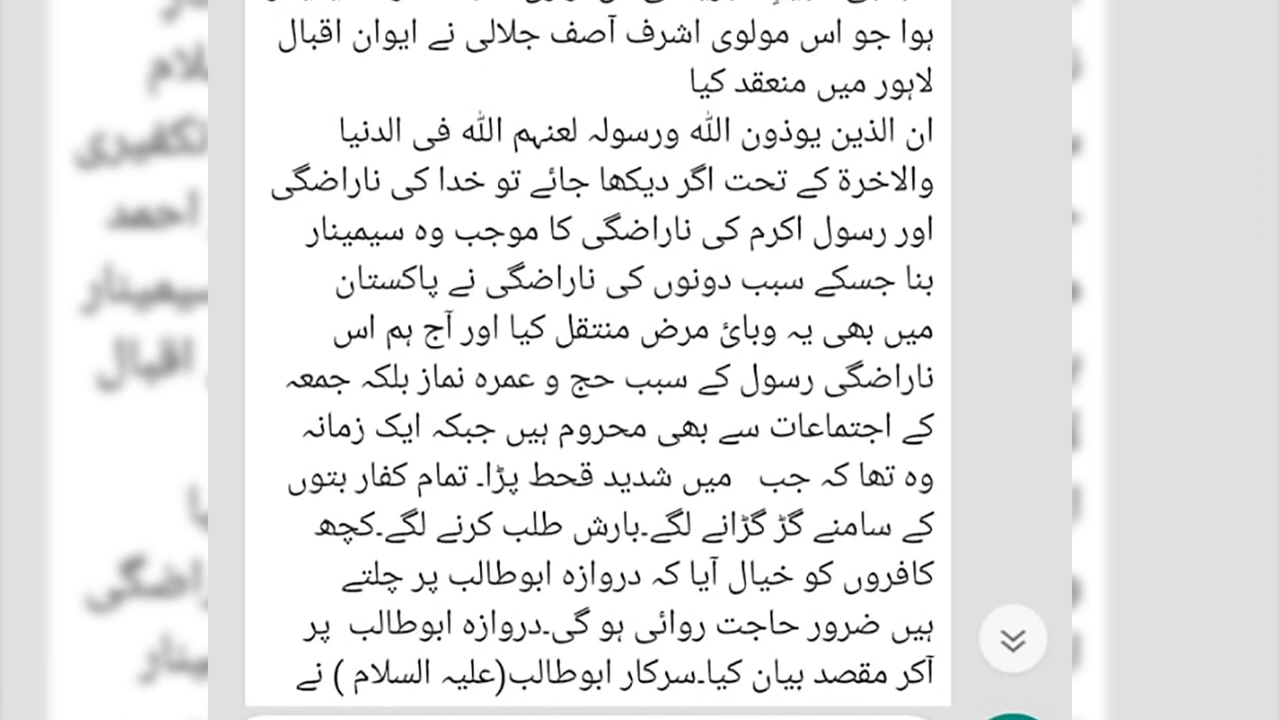 ہوا جو اس مولوی اشرف آصف جلالی نے ایوان اقبال
لاہور میں منعقد کیا
ان الذین یوذون اللہ ورسولہ لعنہم اللہ فی الدنیا
والاخرة کے تحت اگر دیکھا جائے تو خدا کی ناراضگی
اور رسول اکرم کی ناراضگی کا موجب وہ سیمینار
بنا جسکے سبب دونوں کی ناراضگی نے پاکستان
میں بھی یہ وبائ مرض منتقل کیا اور آج ہم اس
ناراضگی رسول کے سبب حج و عمرہ نماز بلکہ جمعہ
کے اجتماعات سے بھی محروم ہیں جبکہ ایک زمانہ
وہ تھا کہ جب میں شدید قحط پڑا۔ تمام کفار بتوں
کے سامنے گڑ گڑانے لگے۔بارش طلب کرنے لگے۔کچھ
کافروں کو خیال آیا کہ دروازہ ابوطالب پر چلتے
ہیں ضرور حاجت روائی ہو گی۔دروازہ ابوطالب پر
آکر مقصد بیان کیا۔سرکار ابوطالب(علیہ السلام ) نے